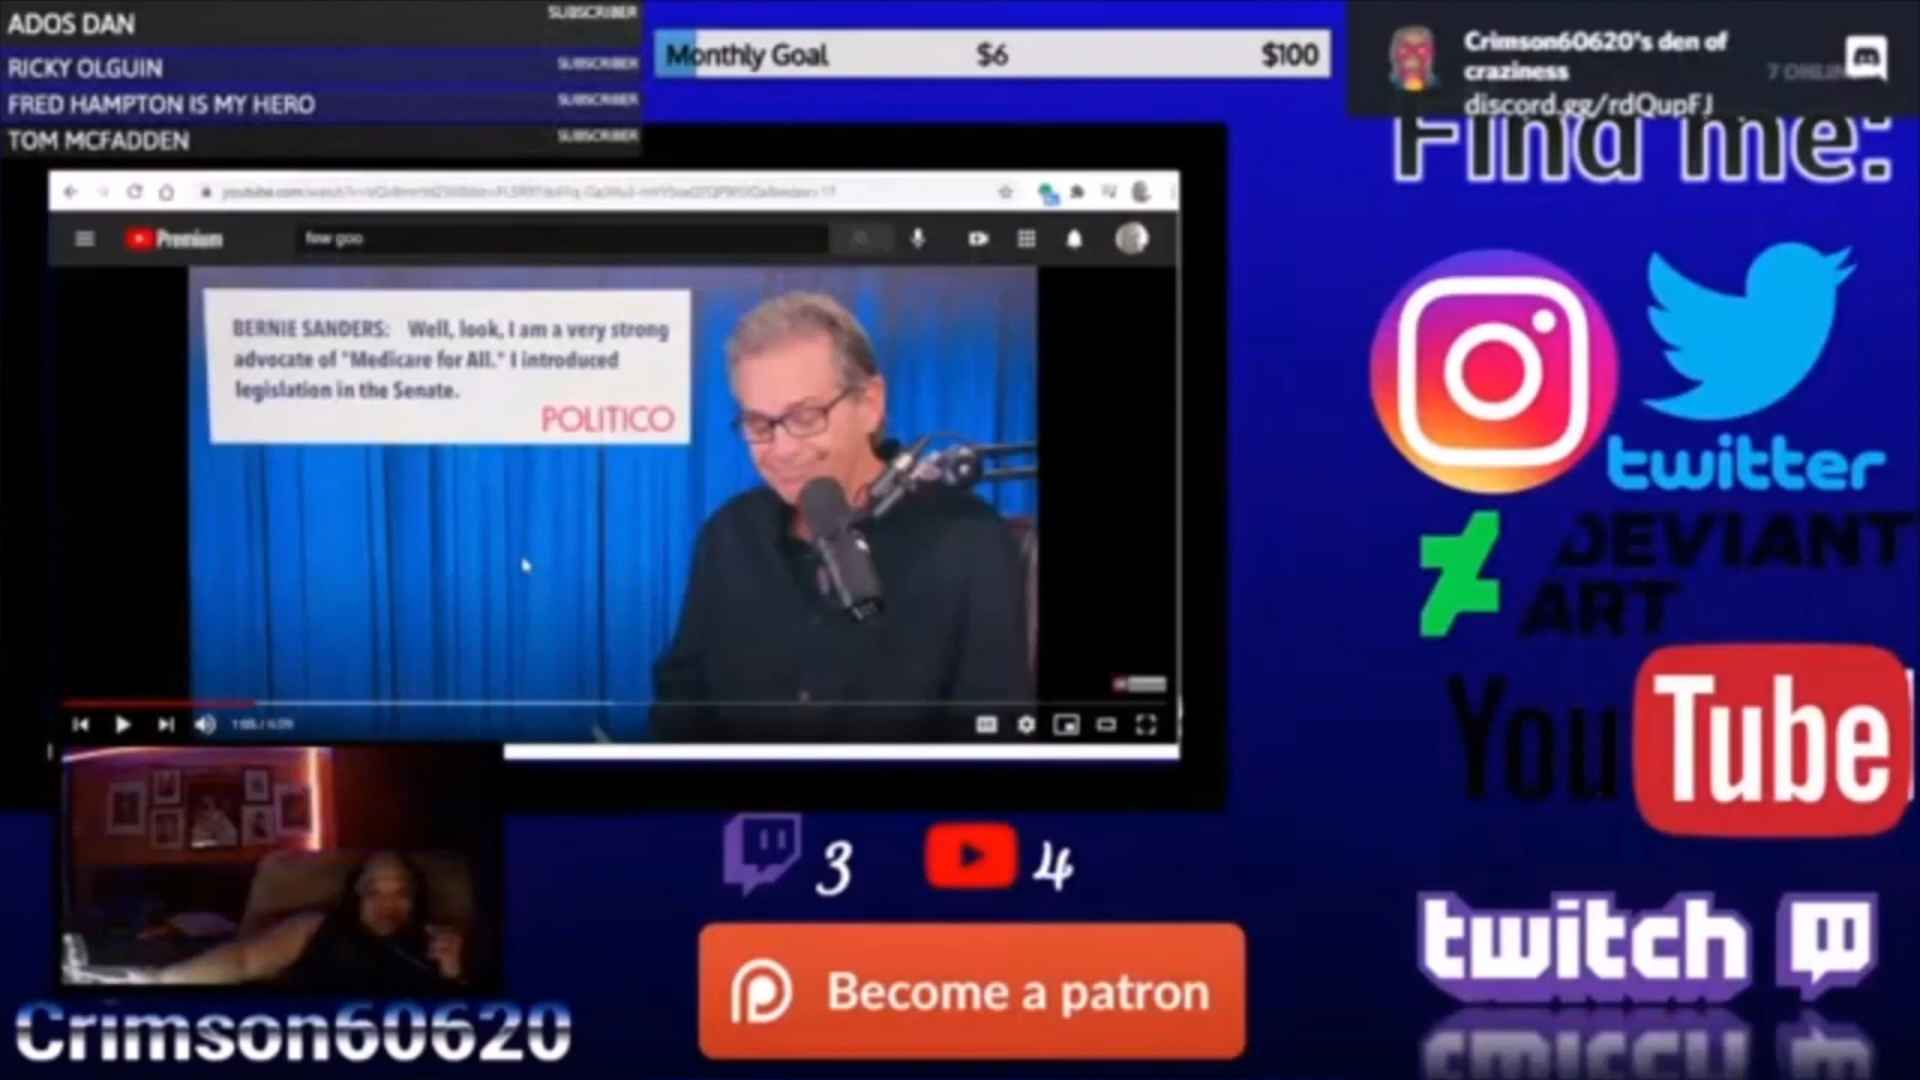 ADOS DAN SUBSCRIBER
RICKY OLGUIN SUBSCRIBER
FRED HAMPTON IS MY HERO SUBSCRIBER
TOM MCFADDEN SUBSCRIBER
Monthly Goal $6 $100
Crimson60620's den of
craziness
discord.gg/rdQupFJ
Find me:
Premium
few goo
BERNIE SANDERS: Well, look, I am a very strong
advocate of "Medicare for All." I introduced
legislation in the Senate.
POLITICO
twitter
DEVIANT
ART
YouTube
3 4
Become a patron
twitch
Crimson60620